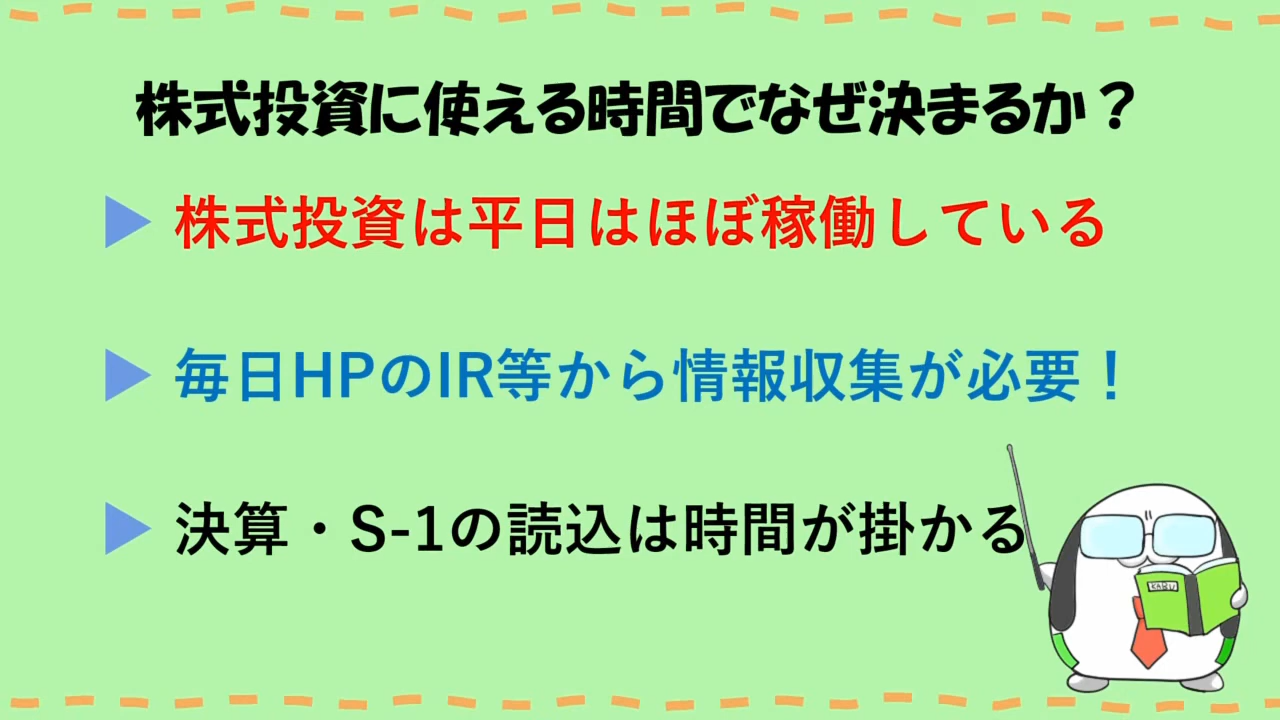 株式投資に使える時間でなぜ決まるか？
株式投資は平日はほぼ稼働している
毎日HPのIR等から情報収集が必要！
決算・S-1の読込は時間が掛かる
KABU